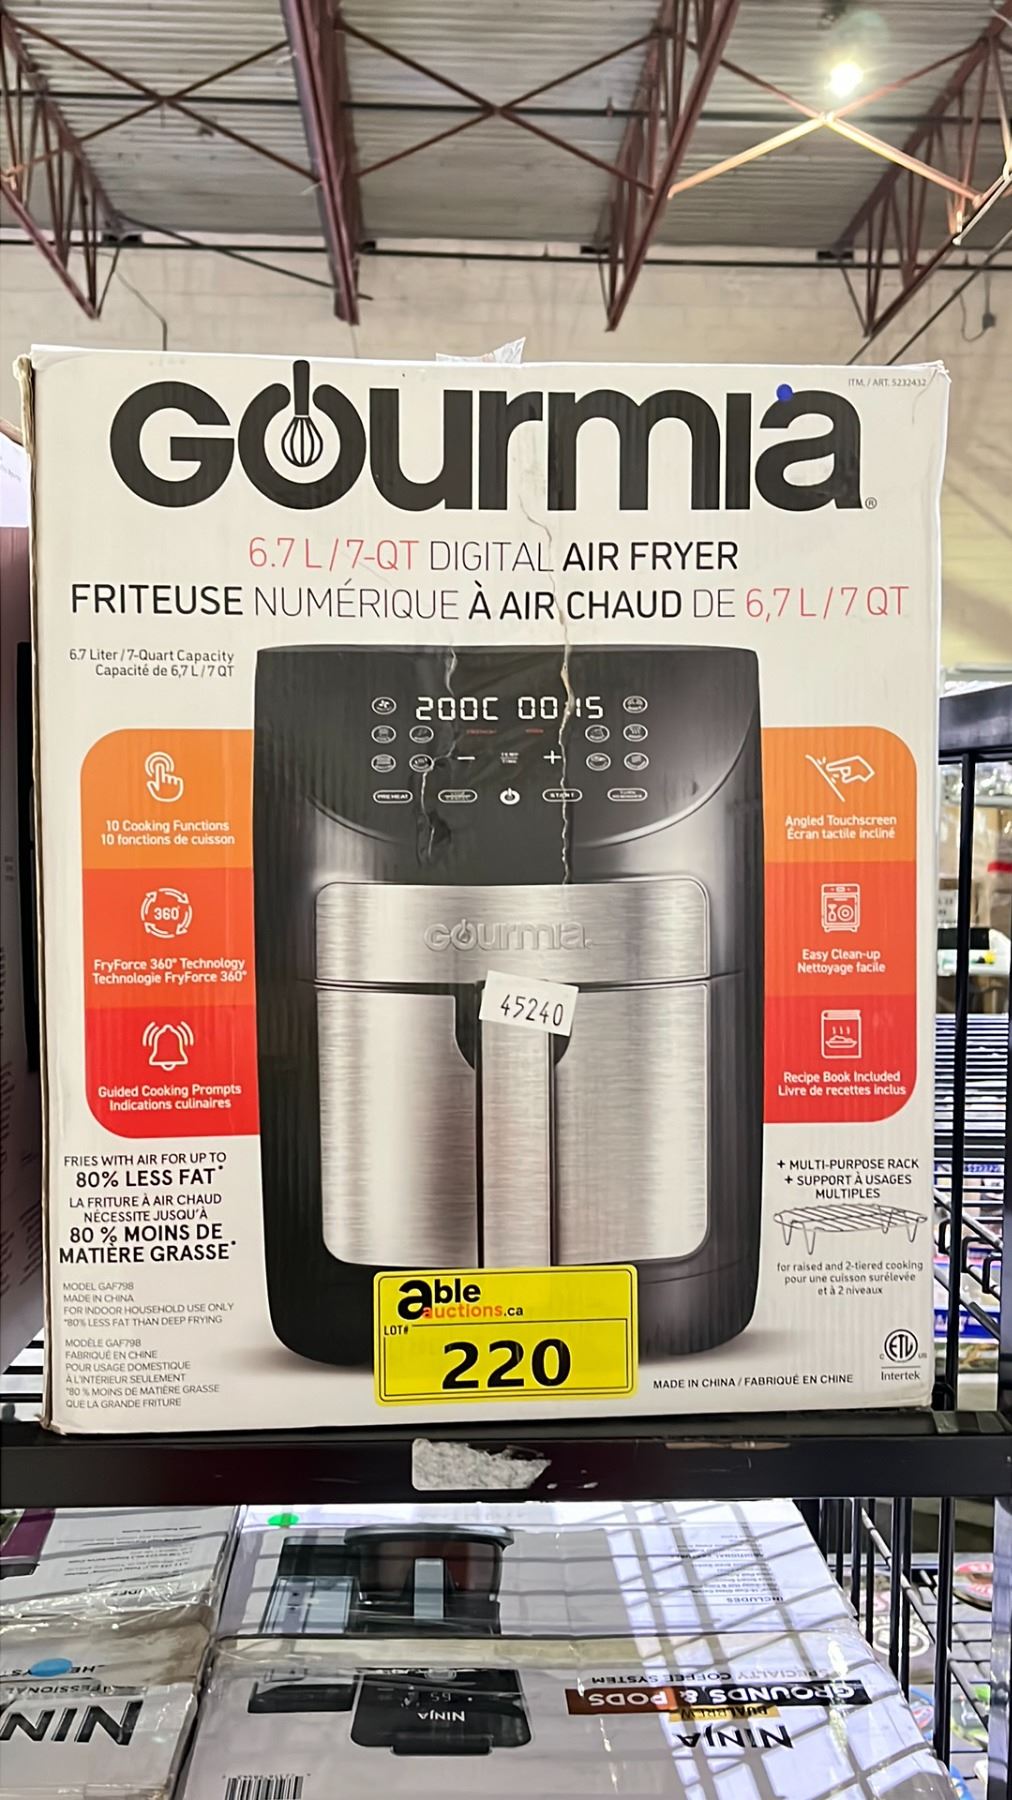 ITM. / ART. 5232432
Gourmia®
6.7 L / 7-QT DIGITAL AIR FRYER
FRITEUSE NUMÉRIQUE À AIR CHAUD DE 6,7 L / 7 QT
6.7 Liter / 7-Quart Capacity
Capacité de 6,7 L / 7 QT
200C 00:15
PREHEAT
START
10 Cooking Functions
10 fonctions de cuisson
360°
FryForce 360° Technology
Technologie FryForce 360°
Guided Cooking Prompts
Indications culinaires
Angled Touchscreen
Écran tactile incliné
Easy Clean-up
Nettoyage facile
Recipe Book Included
Livre de recettes inclus
Gourmia
45240
FRIES WITH AIR FOR UP TO
80% LESS FAT*
LA FRITURE À AIR CHAUD
NÉCESSITE JUSQU'À
80 % MOINS DE
MATIÈRE GRASSE*
MODEL GAF798
MADE IN CHINA
FOR INDOOR HOUSEHOLD USE ONLY
*80% LESS FAT THAN DEEP FRYING
MODÈLE GAF798
FABRIQUÉ EN CHINE
POUR USAGE DOMESTIQUE
À L'INTÉRIEUR SEULEMENT
*80 % MOINS DE MATIÈRE GRASSE
QUE LA GRANDE FRITURE
+ MULTI-PURPOSE RACK
+ SUPPORT À USAGES
MULTIPLES
for raised and 2-tiered cooking
pour une cuisson surélevée
et à 2 niveaux
ETL
Intertek
MADE IN CHINA / FABRIQUÉ EN CHINE
able
auctions.ca
LOT#
220
INCLUDES
SPECIALTY COFFEE SYSTEM
GROUNDS & PODS
NINJA
NINJA
NINJ